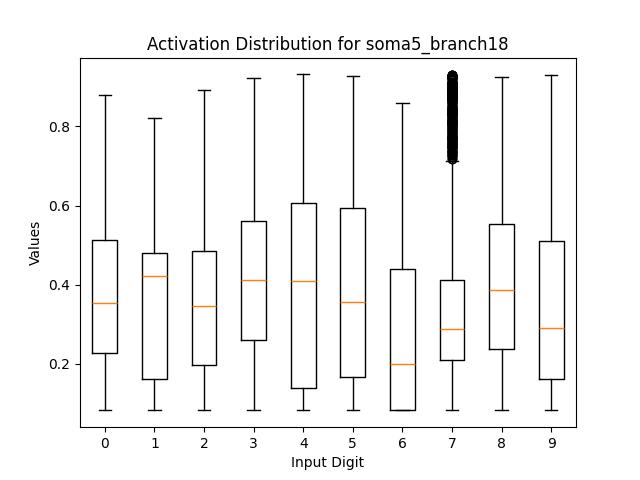 Activation Distribution for soma5_branch18
Values
0.8
0.6
0.4
0.2
0 1 2 3 4 5 6 7 8 9
Input Digit